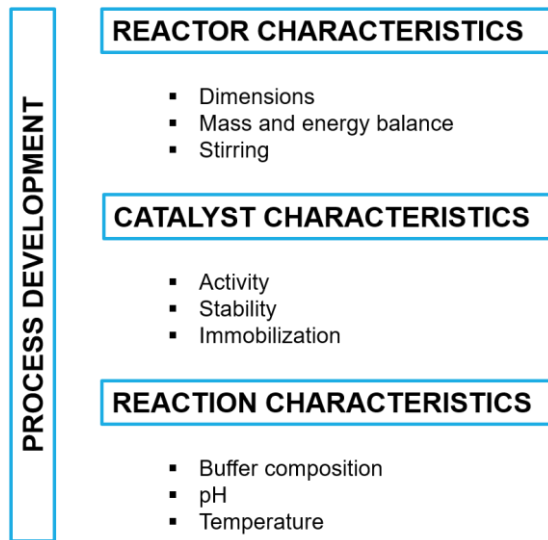 PROCESS DEVELOPMENT
REACTOR CHARACTERISTICS
▪ Dimensions
▪ Mass and energy balance
▪ Stirring
CATALYST CHARACTERISTICS
▪ Activity
▪ Stability
▪ Immobilization
REACTION CHARACTERISTICS
▪ Buffer composition
▪ pH
▪ Temperature